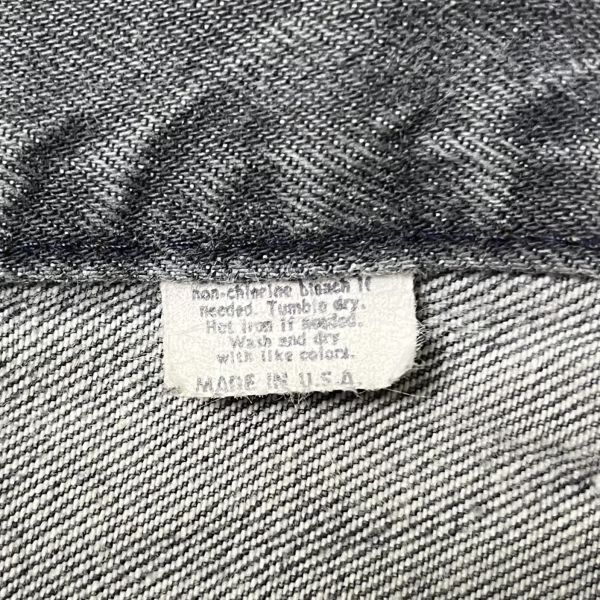 non-chlorine bleach if
needed. Tumble dry.
Hot iron if needed.
Wash and dry
with like colors.
MADE IN U.S.A.